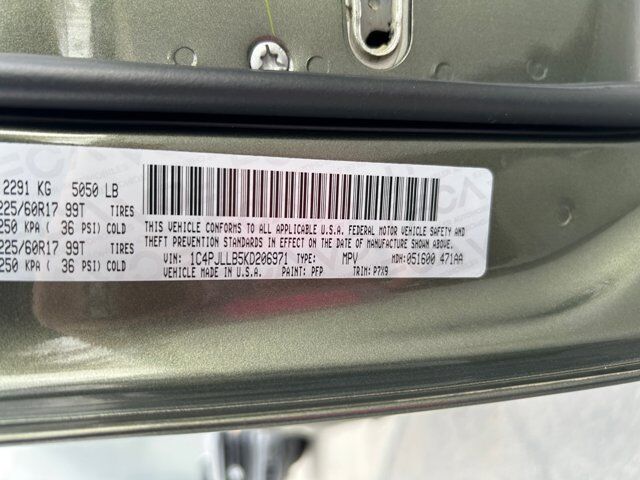 2291 KG 5050 LB
225/60R17 99T TIRES
250 KPA ( 36 PSI) COLD
225/60R17 99T TIRES
250 KPA ( 36 PSI) COLD
THIS VEHICLE CONFORMS TO ALL APPLICABLE U.S.A. FEDERAL MOTOR VEHICLE SAFETY AND
THEFT PREVENTION STANDARDS IN EFFECT ON THE DATE OF MANUFACTURE SHOWN ABOVE.
VIN: 1C4PJLLB5KD206971 TYPE: MPV MDH: 051600 471AA
VEHICLE MADE IN U.S.A. PAINT: PFP TRIM: P7X9